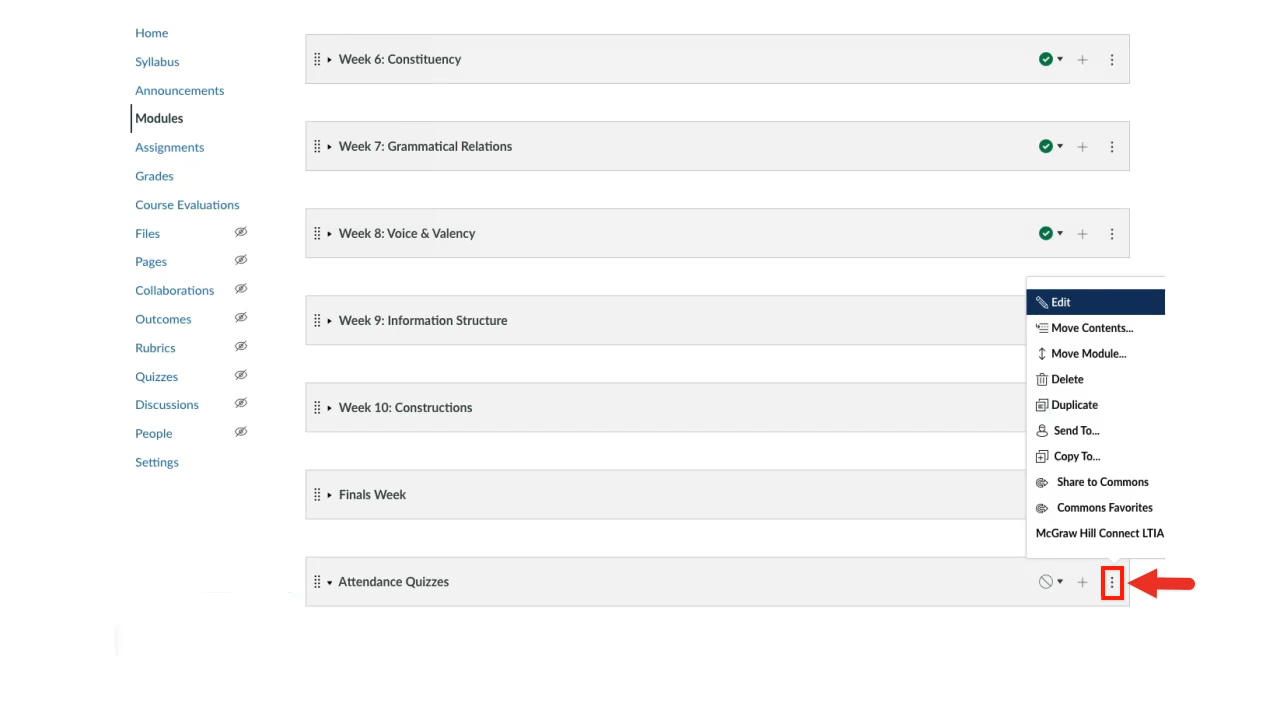 Home
Syllabus
Announcements
Modules
Assignments
Grades
Course Evaluations
Files
Pages
Collaborations
Outcomes
Rubrics
Quizzes
Discussions
People
Settings
Week 6: Constituency
Week 7: Grammatical Relations
Week 8: Voice & Valency
Week 9: Information Structure
Week 10: Constructions
Finals Week
Attendance Quizzes
Edit
Move Contents...
Move Module...
Delete
Duplicate
Send To...
Copy To...
Share to Commons
Commons Favorites
McGraw Hill Connect LTIA